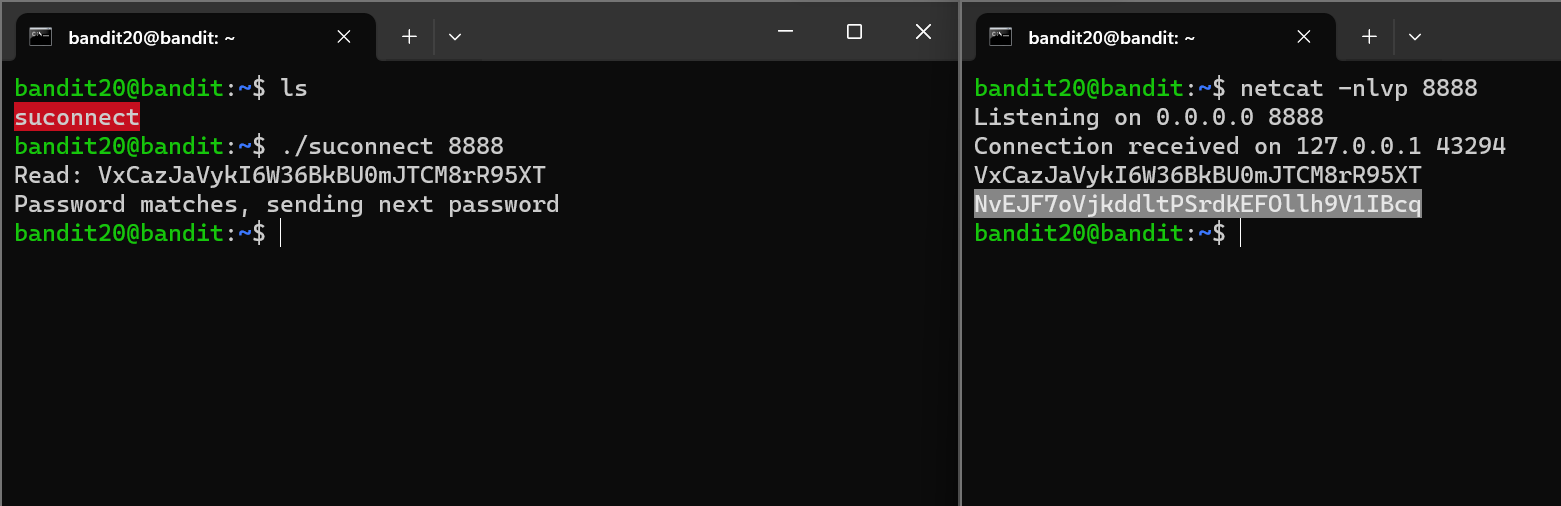 bandit20@bandit: ~
bandit20@bandit:~$ ls
suconnect
bandit20@bandit:~$ ./suconnect 8888
Read: VxCazJaVykI6W36BkBU0mJTCM8rR95XT
Password matches, sending next password
bandit20@bandit:~$
bandit20@bandit: ~
bandit20@bandit:~$ netcat -nlvp 8888
Listening on 0.0.0.0 8888
Connection received on 127.0.0.1 43294
VxCazJaVykI6W36BkBU0mJTCM8rR95XT
NvEJF7oVjkddltPSrdKEFOllh9V1IBcq
bandit20@bandit:~$